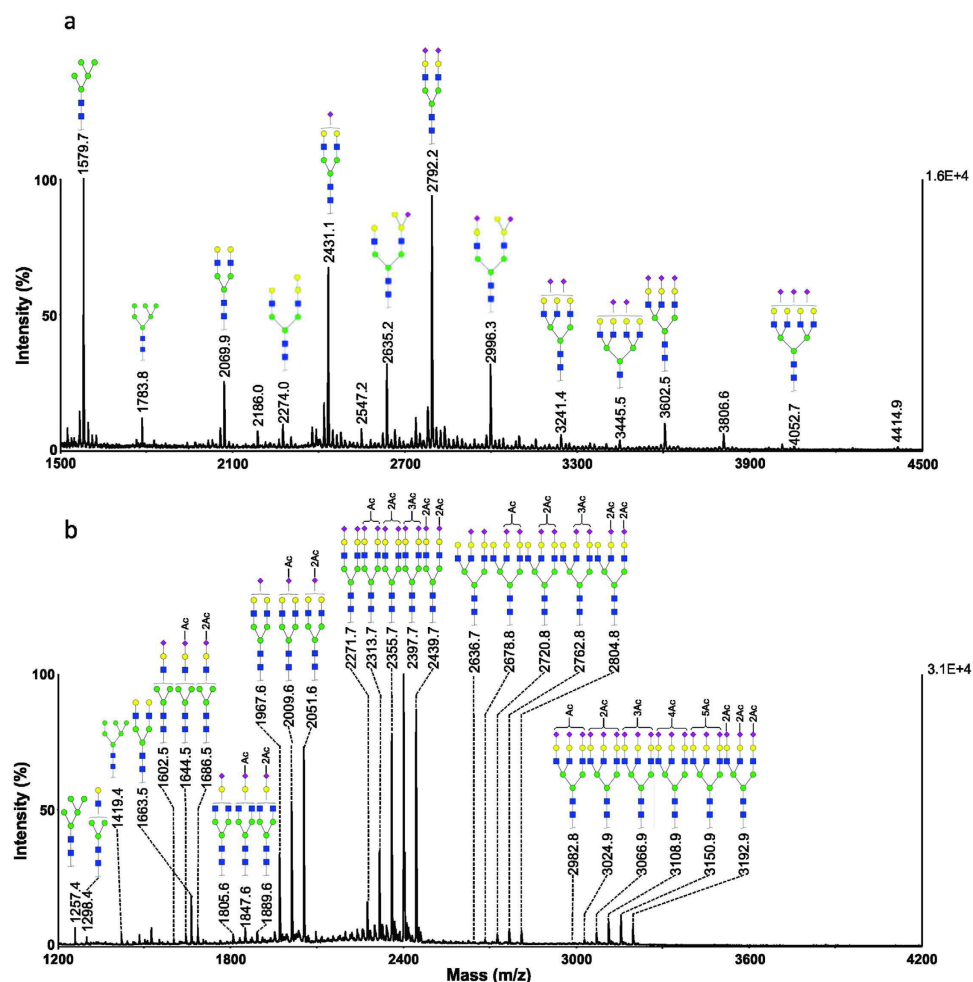 a
1579.7
1783.8
2069.9
2186.0
2274.0
2431.1
2547.2
2635.2
2792.2
2996.3
3241.4
3445.5
3602.5
3806.6
4052.7
4414.9
100
50
0
Intensity (%)
1.6E+4
1500
2100
2700
3300
3900
4500
b
Ac
2Ac
3Ac
2Ac
2Ac
Ac
2Ac
3Ac
2Ac
2Ac
Ac
2Ac
Ac
2Ac
Ac
2Ac
Ac
2Ac
3Ac
4Ac
5Ac
2Ac
2Ac
2Ac
1257.4
1298.4
1419.4
1663.5
1602.5
1644.5
1686.5
1805.6
1847.6
1889.6
1967.6
2009.6
2051.6
2271.7
2313.7
2355.7
2397.7
2439.7
2636.7
2678.8
2720.8
2762.8
2804.8
2982.8
3024.9
3066.9
3108.9
3150.9
3192.9
100
50
0
Intensity (%)
3.1E+4
1200
1800
2400
3000
3600
4200
Mass (m/z)